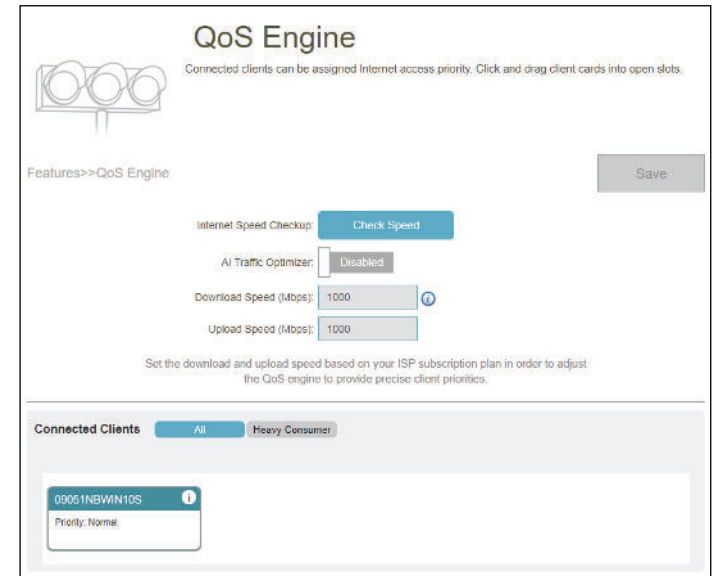 QoS Engine
Connected clients can be assigned Internet access priority. Click and drag client cards into open slots.
Features>>QoS Engine
Save
Internet Speed Checkup: Check Speed
AI Traffic Optimizer: Disabled
Download Speed (Mbps): 1000 i
Upload Speed (Mbps): 1000
Set the download and upload speed based on your ISP subscription plan in order to adjust
the QoS engine to provide precise client priorities.
Connected Clients All Heavy Consumer
09051NBWIN10S i
Priority: Normal